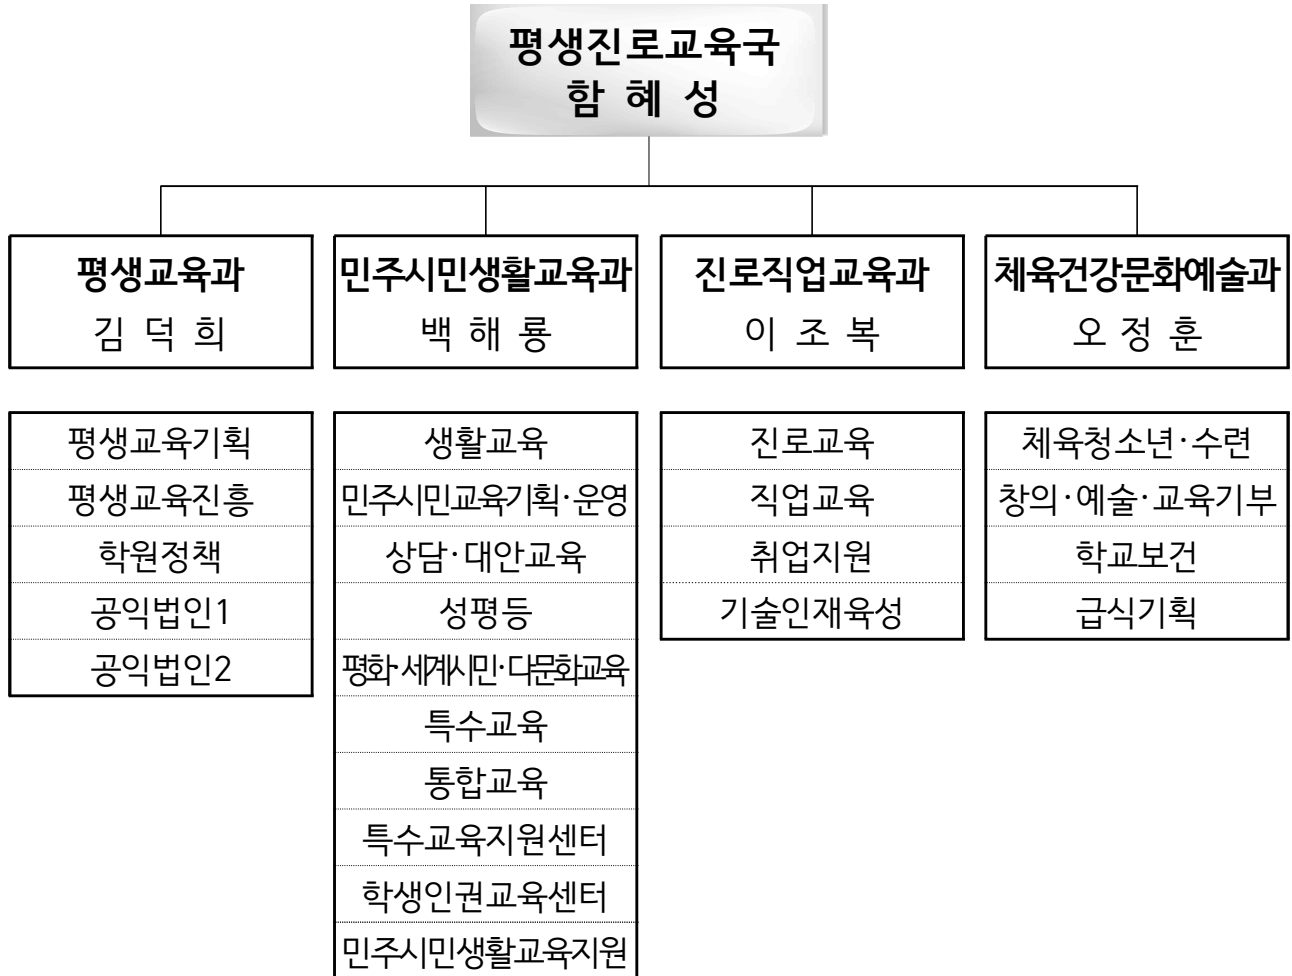 평생진로교육국
함 혜 성
평생교육과
김 덕 희
민주시민생활교육과
백 해 룡
진로직업교육과
이 조 복
체육건강문화예술과
오 정 훈
평생교육기획
평생교육진흥
학원정책
공익법인1
공익법인2
생활교육
민주시민교육기획·운영
상담·대안교육
성평등
평화·세계시민·다문화교육
특수교육
통합교육
특수교육지원센터
학생인권교육센터
민주시민생활교육지원
진로교육
직업교육
취업지원
기술인재육성
체육청소년·수련
창의·예술·교육기부
학교보건
급식기획